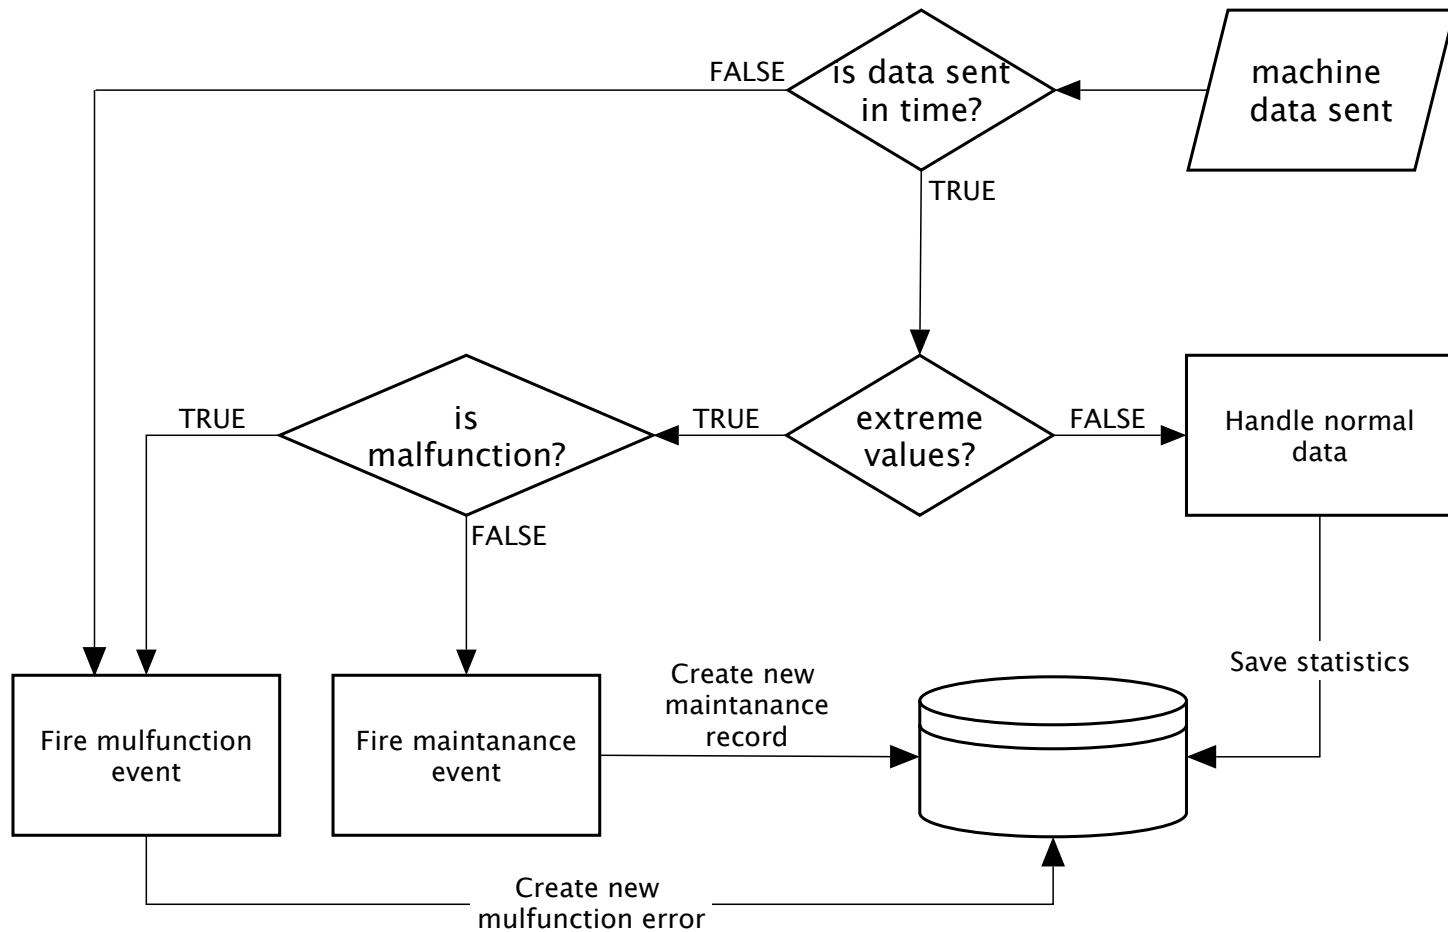 FALSE
is data sent
in time?
machine
data sent
TRUE
TRUE
is
malfunction?
TRUE
extreme
values?
FALSE
Handle normal
data
FALSE
Fire mulfunction
event
Fire maintanance
event
Create new
maintanance
record
Save statistics
Create new
mulfunction error